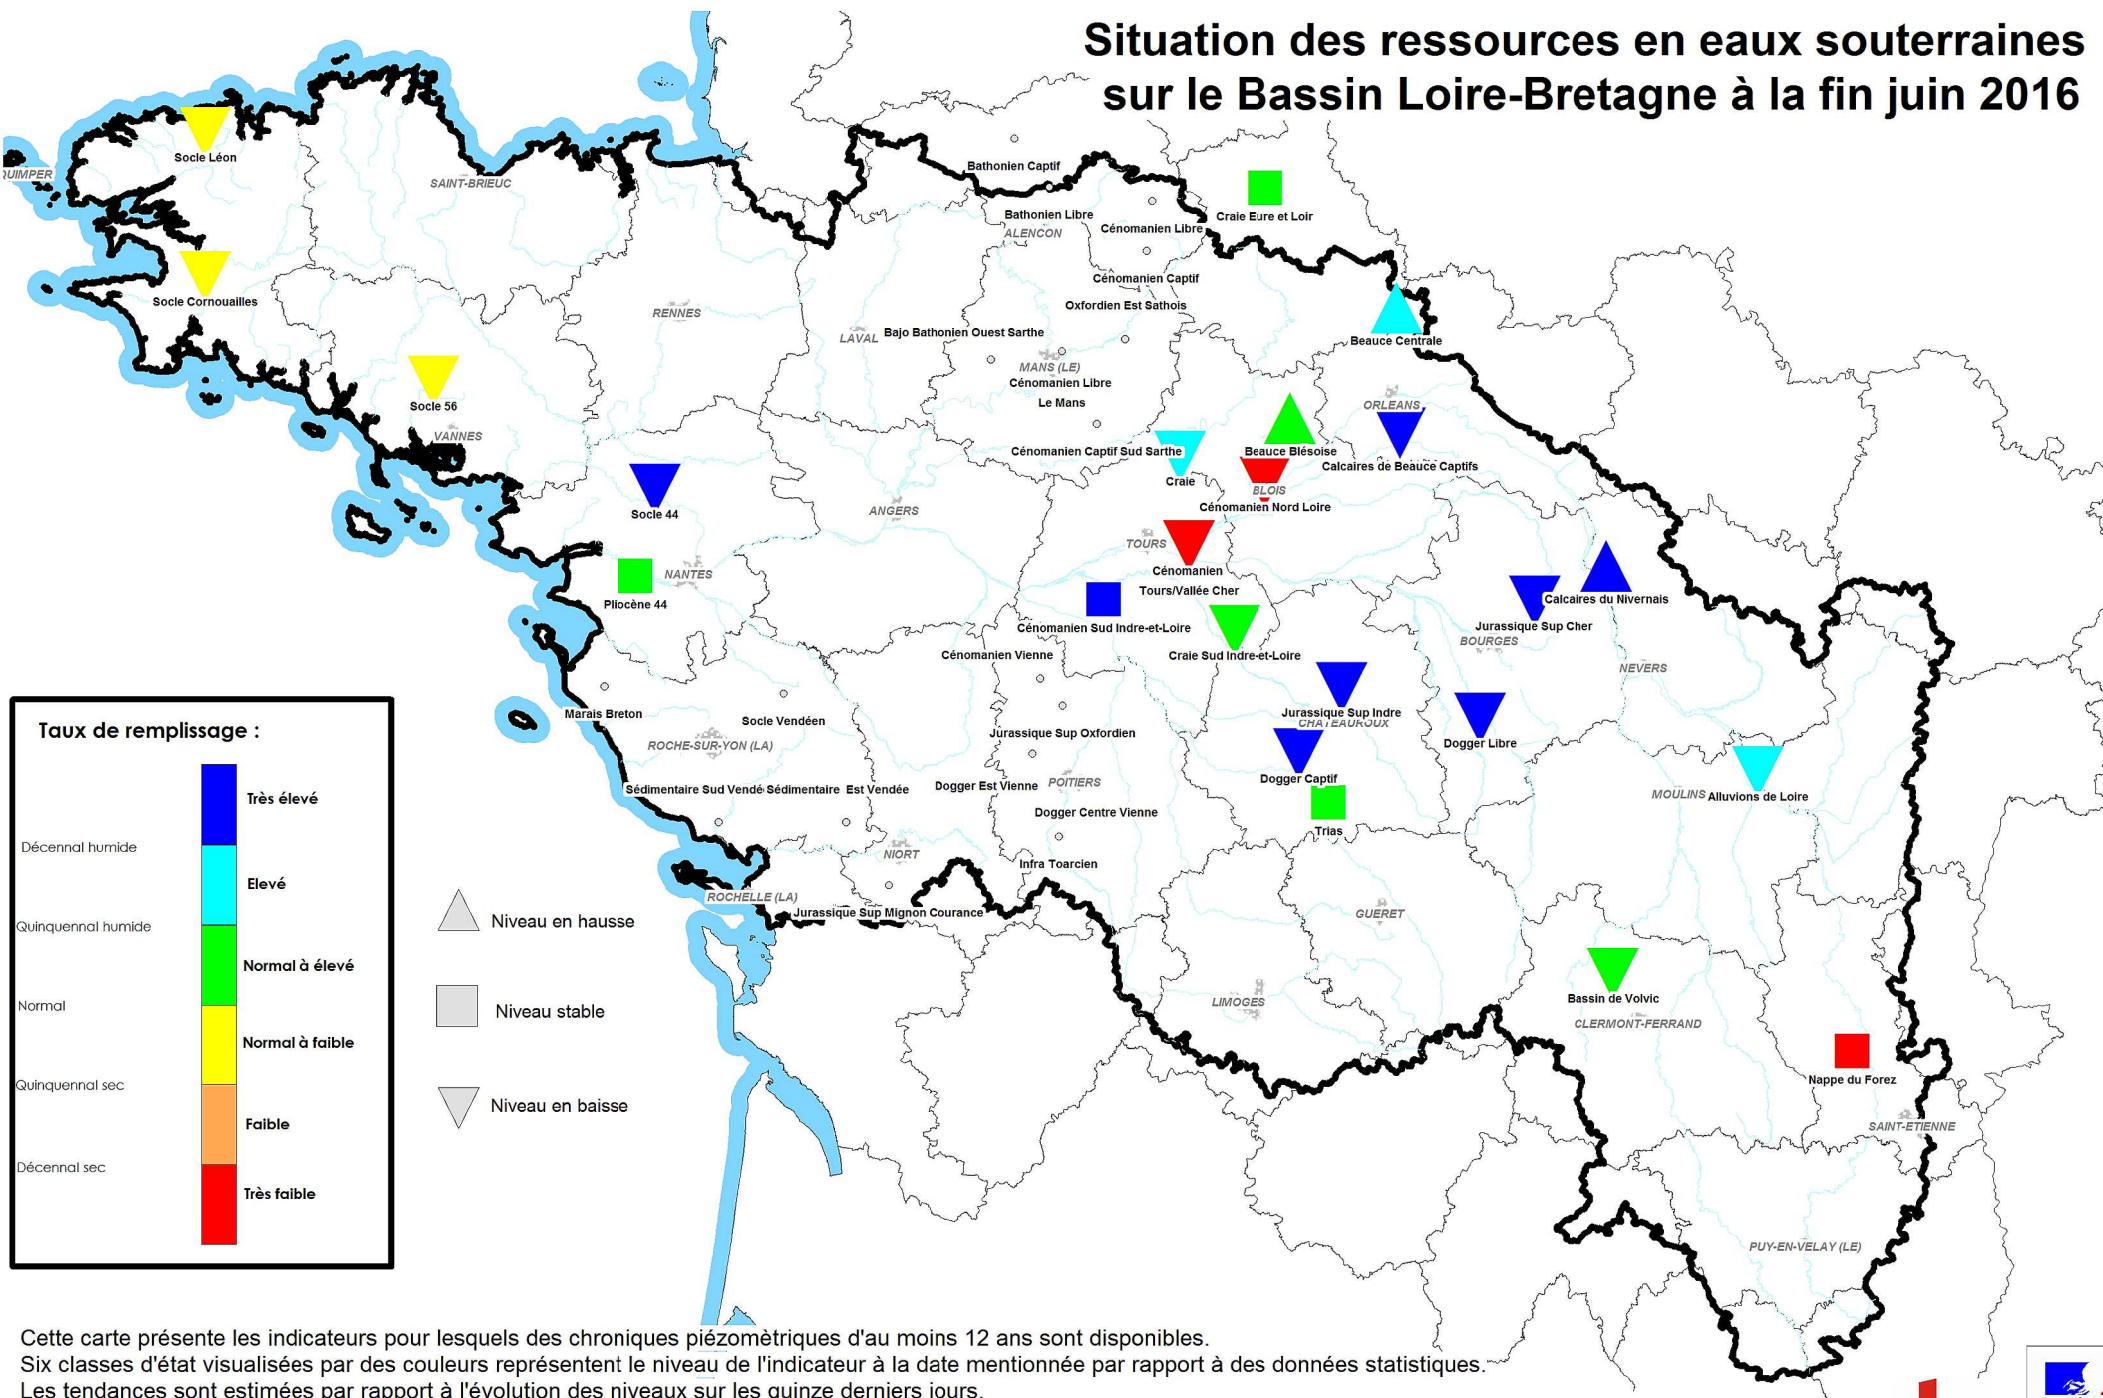 Situation des ressources en eaux souterraines
sur le Bassin Loire-Bretagne à la fin juin 2016
Socle Léon
QUIMPER
SAINT-BRIEUC
Bathonien Captif
Craie Eure et Loir
Bathonien Libre
ALENCON
Cénomanien Libre
Socle Cornouailles
Cénomanien Captif
Oxfordien Est Sathois
RENNES
LAVAL
Bajo Bathonien Ouest Sarthe
Beauce Centrale
MANS (LE)
Cénomanien Libre
Le Mans
Socle 56
VANNES
ORLEANS
Cénomanien Captif Sud Sarthe
Craie
Beauce Blésoise
Calcaires de Beauce Captifs
BLOIS
Cénomanien Nord Loire
Socle 44
ANGERS
TOURS
Cénomanien
Tours/Vallée Cher
NANTES
Pliocène 44
Calcaires du Nivernais
Cénomanien Sud Indre-et-Loire
Jurassique Sup Cher
BOURGES
Cénomanien Vienne
Craie Sud Indre-et-Loire
NEVERS
Marais Breton
Socle Vendéen
Jurassique Sup Indre
CHATEAUROUX
Jurassique Sup Oxfordien
ROCHE-SUR-YON (LA)
Dogger Libre
Dogger Captif
Sédimentaire Sud Vendé
Sédimentaire Est Vendée
Dogger Est Vienne
POITIERS
MOULINS
Alluvions de Loire
Dogger Centre Vienne
Trias
NIORT
Infra Toarcien
ROCHELLE (LA)
Jurassique Sup Mignon Courance
GUERET
LIMOGES
Bassin de Volvic
CLERMONT-FERRAND
Nappe du Forez
SAINT-ETIENNE
PUY-EN-VELAY (LE)
Taux de remplissage :
Très élevé
Décennal humide
Elevé
Quinquennal humide
Normal à élevé
Normal
Normal à faible
Quinquennal sec
Faible
Décennal sec
Très faible
Niveau en hausse
Niveau stable
Niveau en baisse
Cette carte présente les indicateurs pour lesquels des chroniques piézomètriques d'au moins 12 ans sont disponibles.
Six classes d'état visualisées par des couleurs représentent le niveau de l'indicateur à la date mentionnée par rapport à des données statistiques.
Les tendances sont estimées par rapport à l'évolution des niveaux sur les quinze derniers jours.